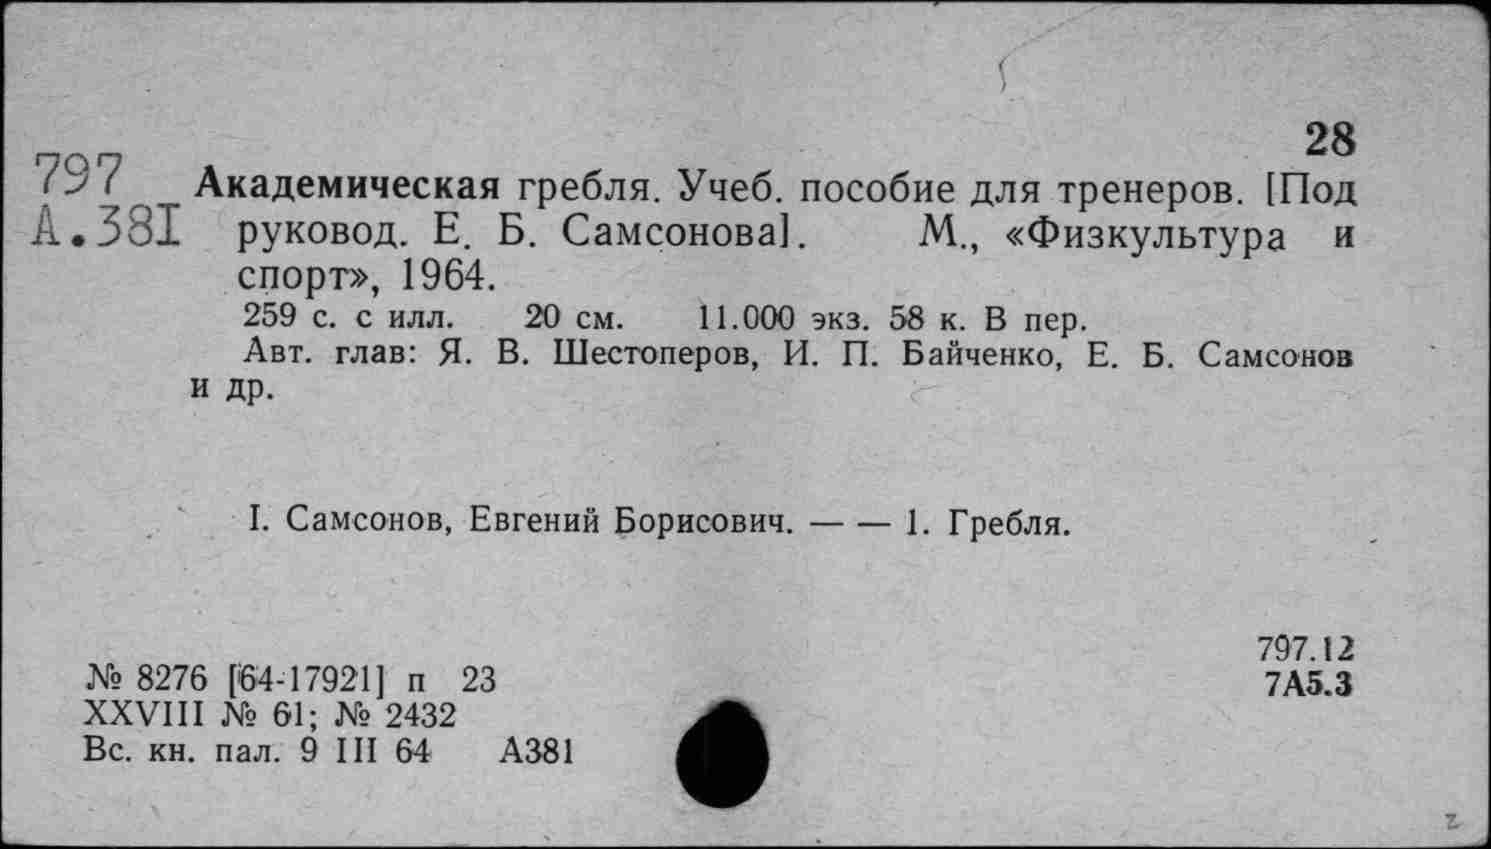 28
797 Академическая гребля. Учеб. пособие для тренеров. [Под
А.38I руковод. Е. Б. Самсонова]. М., «Физкультура и
спорт», 1964.
259 с. с илл. 20 см. 11.000 экз. 58 к. В пер.
Авт. глав: Я. В. Шестоперов, И. П. Байченко, Е. Б. Самсонов
и др.
I. Самсонов, Евгений Борисович. — — 1. Гребля.
797.12
№ 8276 [64-17921] п 23 7А5.3
XXVIII № 61; № 2432
Вс. кн. пал. 9 III 64 А381